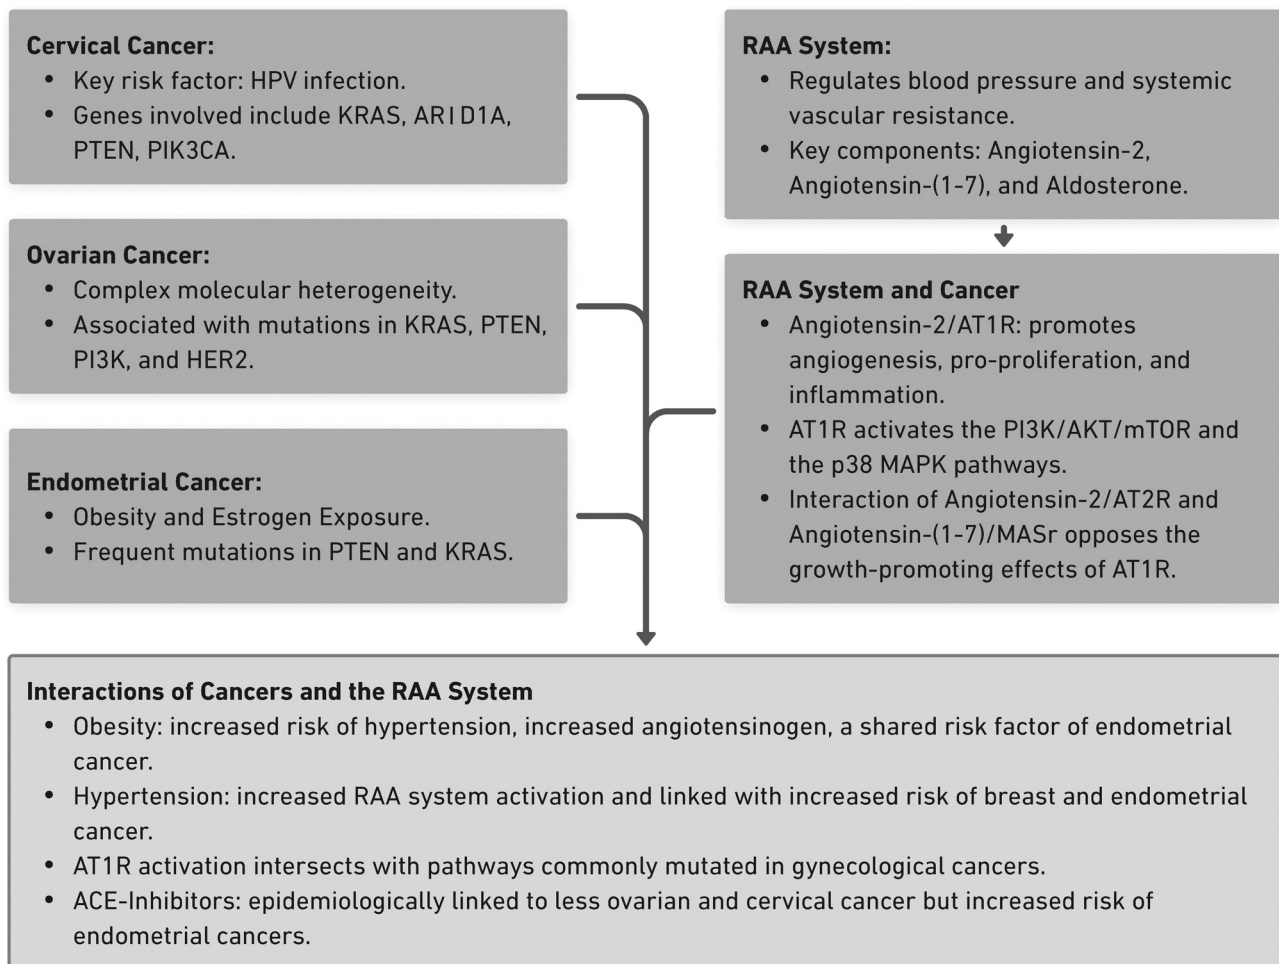 Cervical Cancer:
• Key risk factor: HPV infection.
• Genes involved include KRAS, ARID1A,
PTEN, PIK3CA.
Ovarian Cancer:
• Complex molecular heterogeneity.
• Associated with mutations in KRAS, PTEN,
PI3K, and HER2.
Endometrial Cancer:
• Obesity and Estrogen Exposure.
• Frequent mutations in PTEN and KRAS.
RAA System:
• Regulates blood pressure and systemic
vascular resistance.
• Key components: Angiotensin-2,
Angiotensin-(1-7), and Aldosterone.
RAA System and Cancer
• Angiotensin-2/AT1R: promotes
angiogenesis, pro-proliferation, and
inflammation.
• AT1R activates the PI3K/AKT/mTOR and
the p38 MAPK pathways.
• Interaction of Angiotensin-2/AT2R and
Angiotensin-(1-7)/MASr opposes the
growth-promoting effects of AT1R.
Interactions of Cancers and the RAA System
• Obesity: increased risk of hypertension, increased angiotensinogen, a shared risk factor of endometrial
cancer.
• Hypertension: increased RAA system activation and linked with increased risk of breast and endometrial
cancer.
• AT1R activation intersects with pathways commonly mutated in gynecological cancers.
• ACE-Inhibitors: epidemiologically linked to less ovarian and cervical cancer but increased risk of
endometrial cancers.